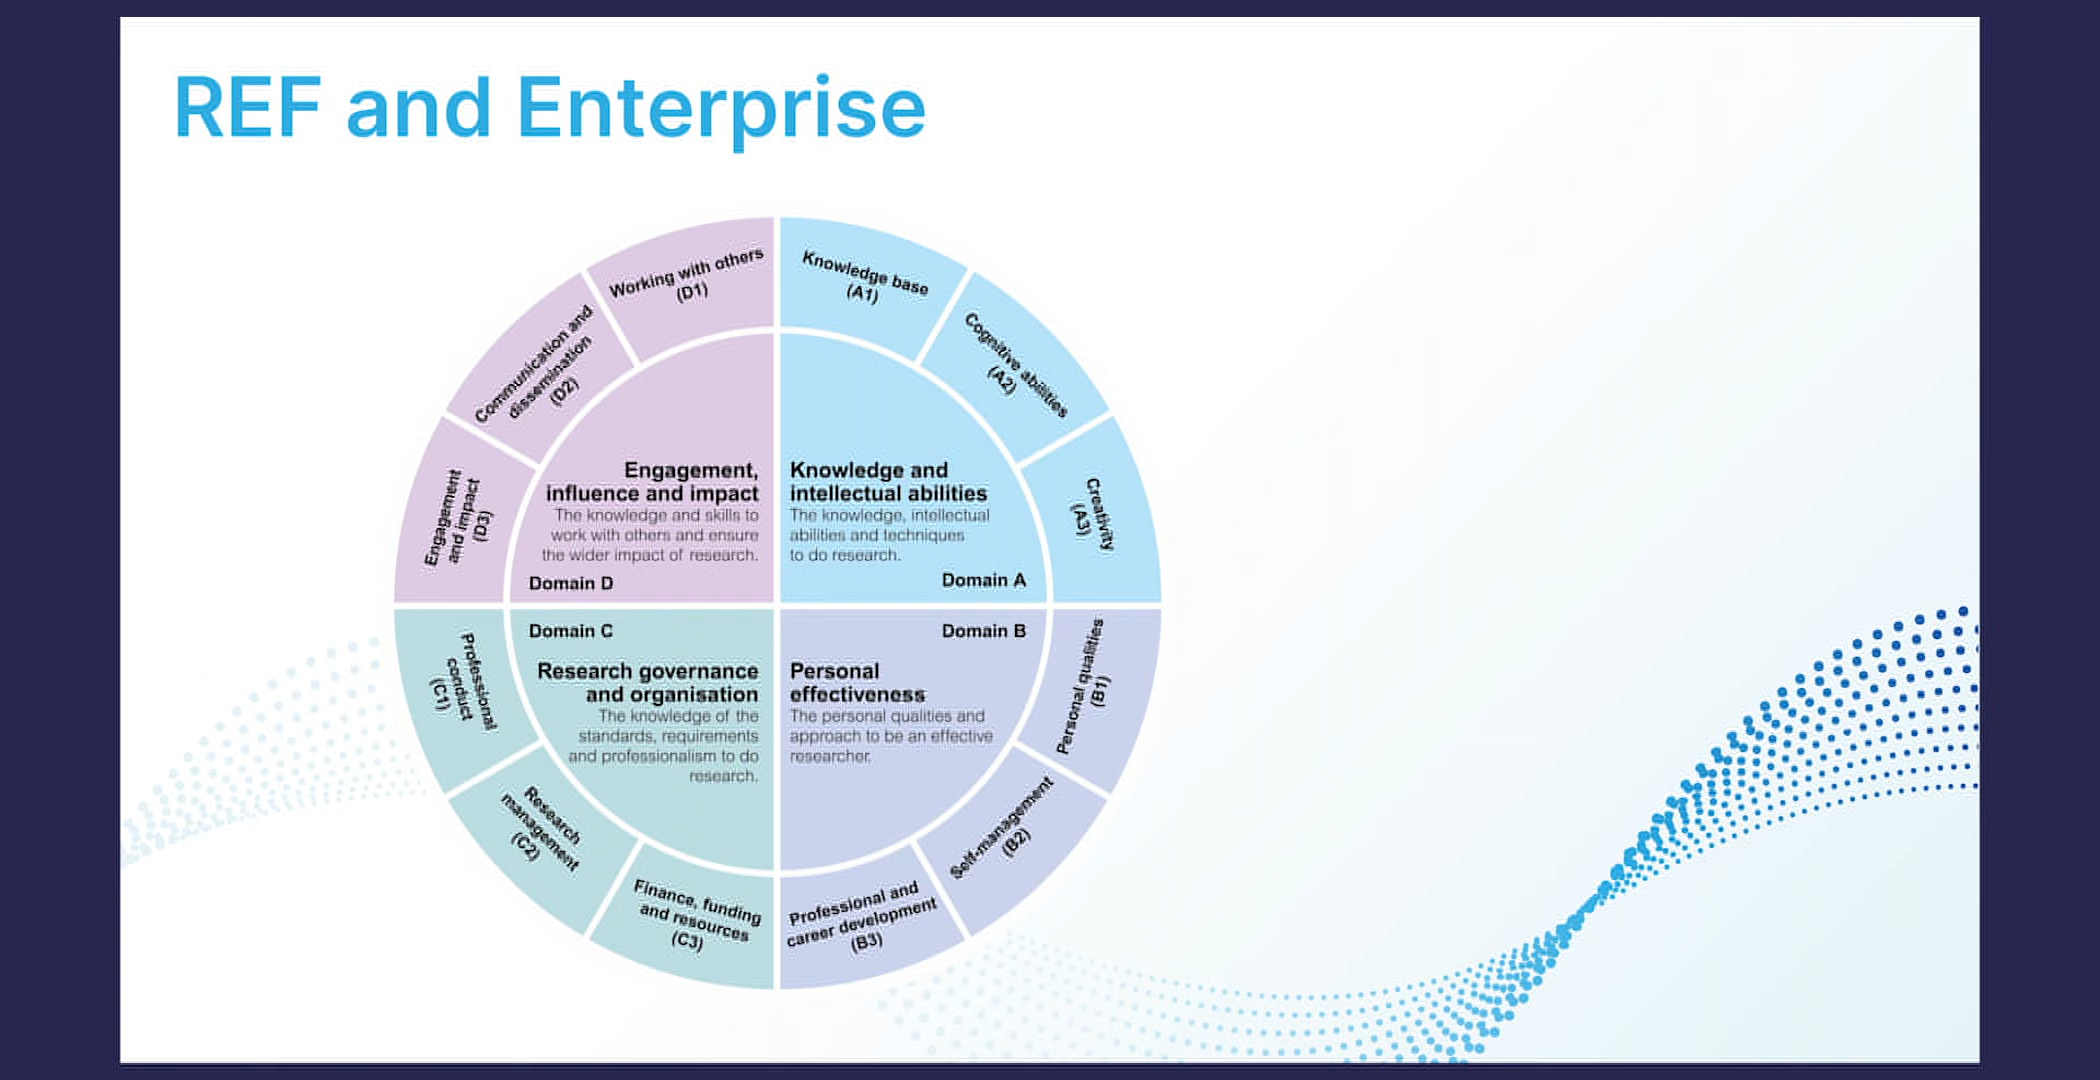 REF and Enterprise
Working with others
(D1)
Knowledge base
(A1)
Communication and
dissemination
(D2)
Cognitive abilities
(A2)
Engagement
and impact
(D3)
Creativity
(A3)
Engagement,
influence and impact
The knowledge and skills to
work with others and ensure
the wider impact of research.
Domain D
Knowledge and
intellectual abilities
The knowledge, intellectual
abilities and techniques
to do research.
Domain A
Domain C
Research governance
and organisation
The knowledge of the
standards, requirements
and professionalism to do
research.
Domain B
Personal
effectiveness
The personal qualities and
approach to be an effective
researcher.
Professional
conduct
(C1)
Personal qualities
(B1)
Research
management
(C2)
Self-management
(B2)
Finance, funding
and resources
(C3)
Professional and
career development
(B3)